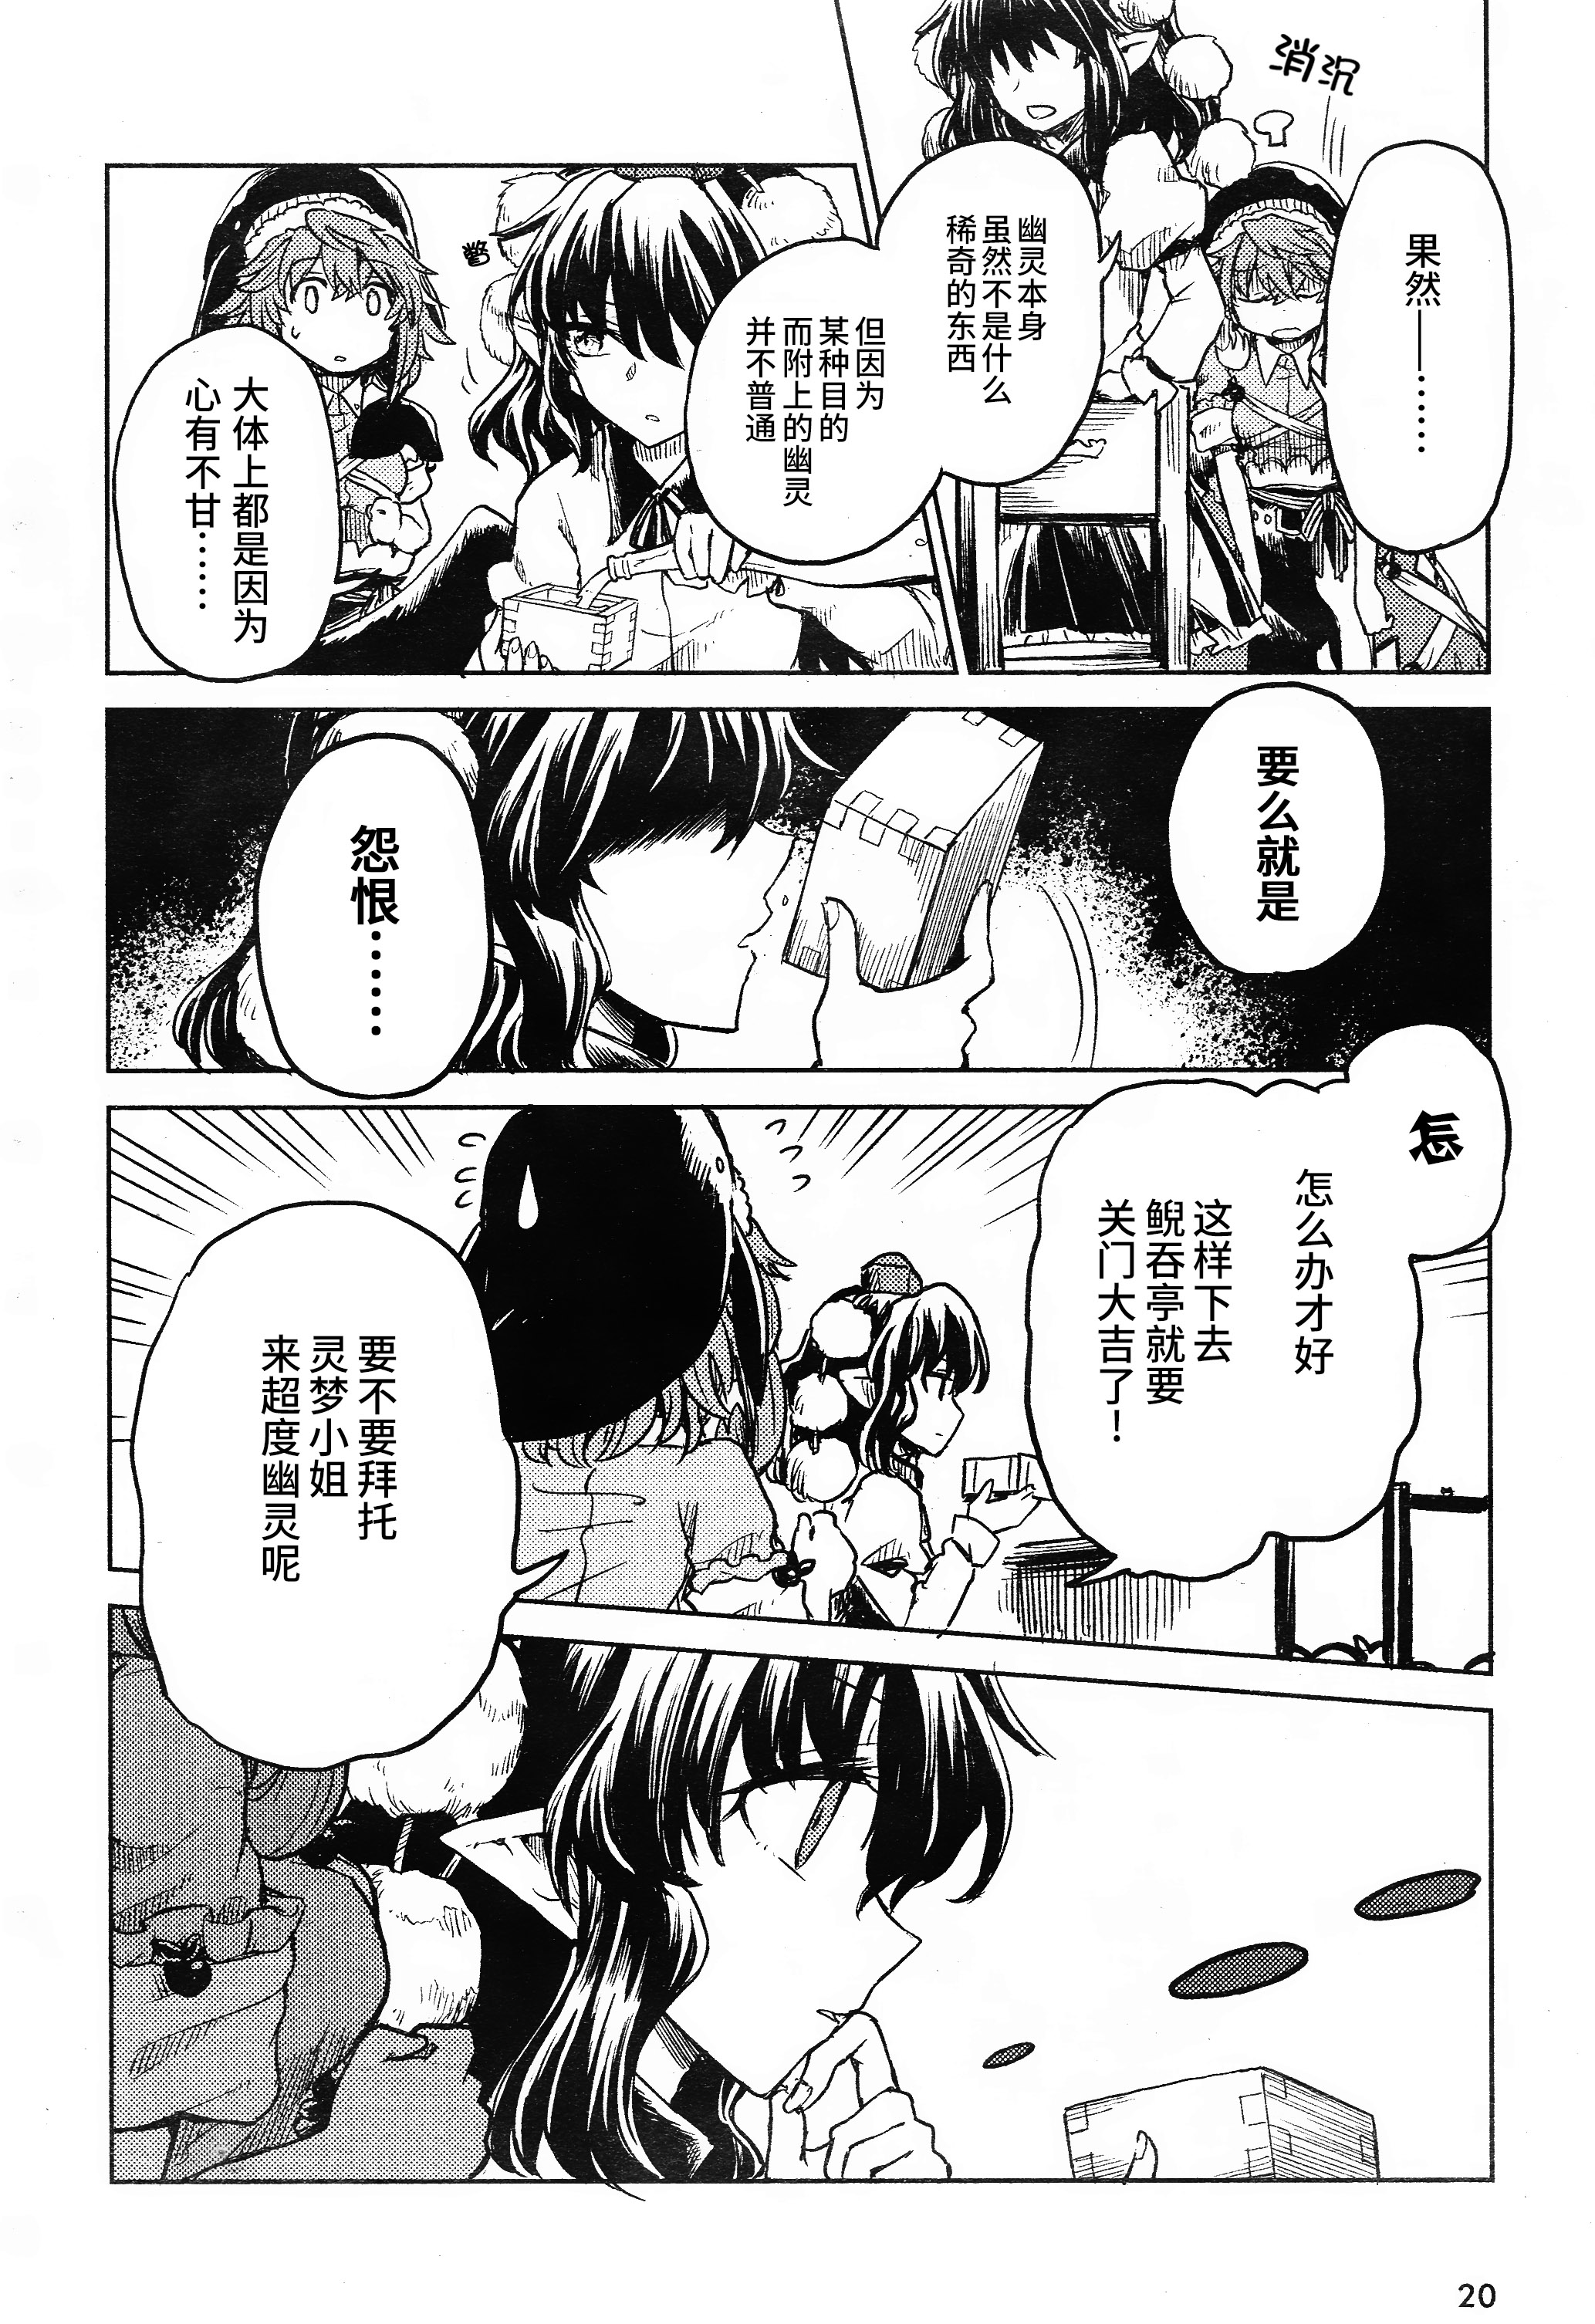 消沉
果然——……
幽灵本身
虽然不是什么
稀奇的东西
但因为
某种目的
而附上的幽灵
并不普通
瞥
大体上都是因为
心有不甘……
要么就是
怨恨……
怎
怎么办才好
这样下去
鲵吞亭就要
关门大吉了！
要不要拜托
灵梦小姐
来超度幽灵呢
20